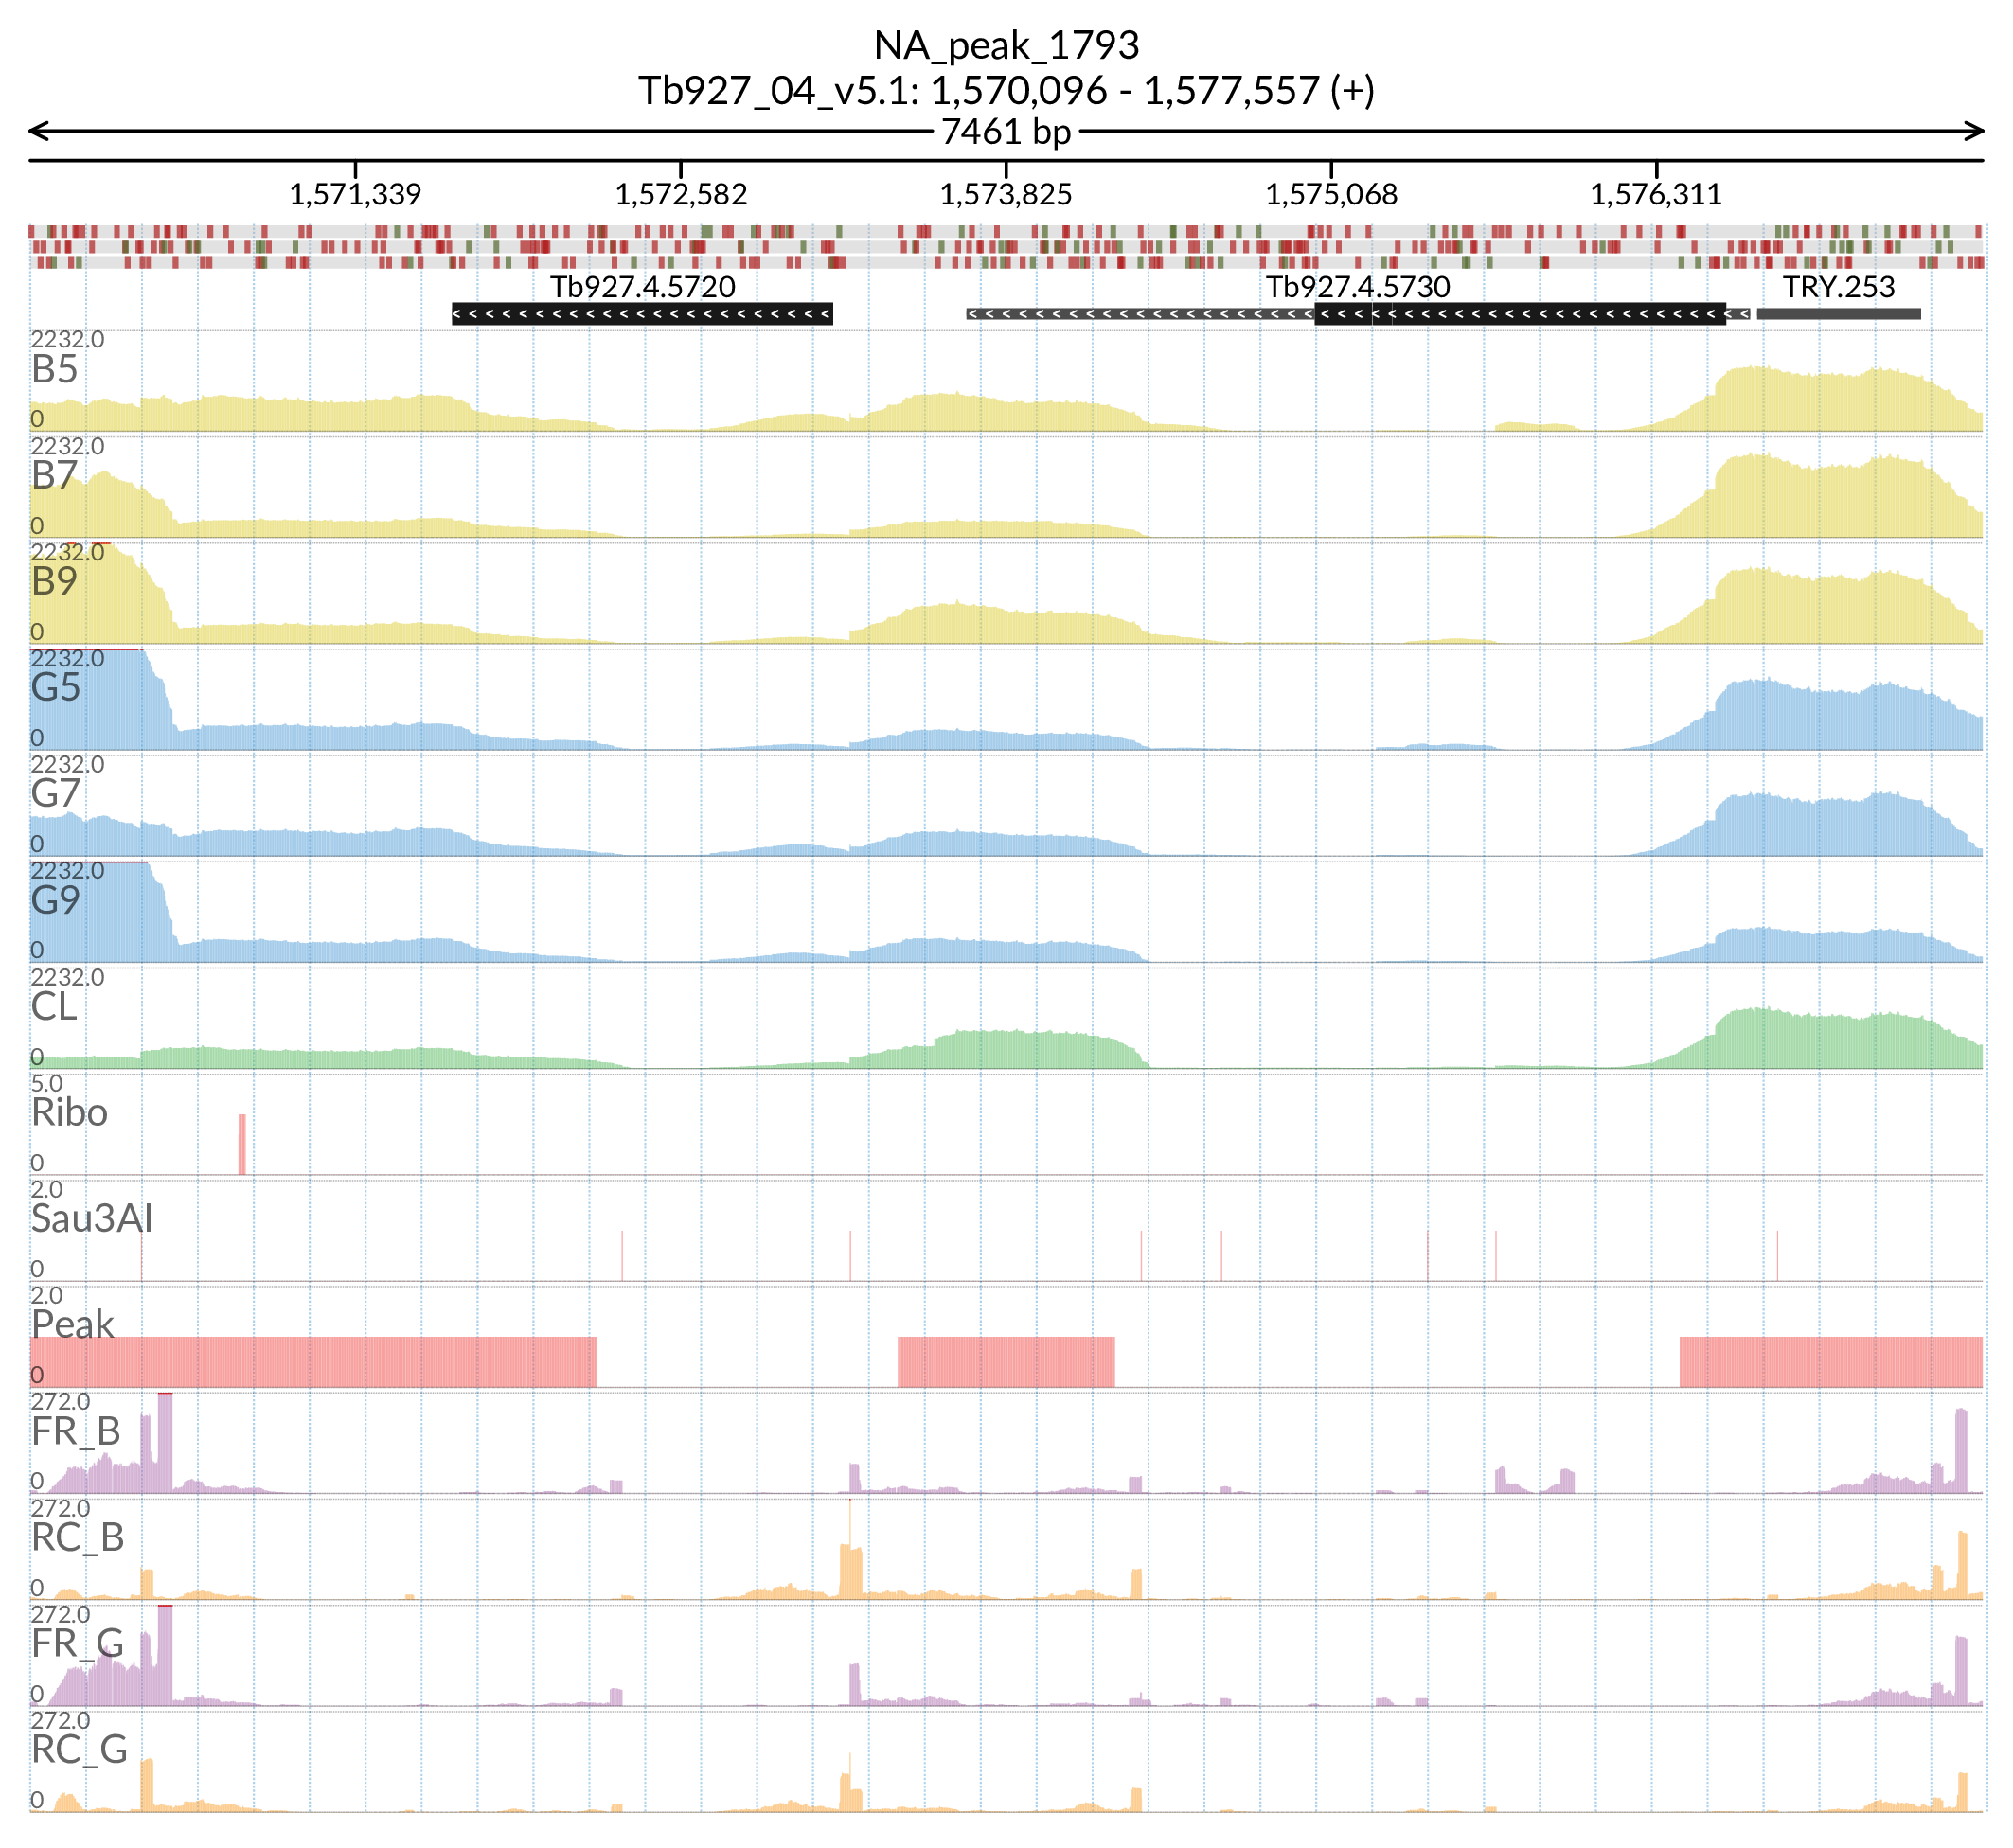 NA_peak_1793
Tb927_04_v5.1: 1,570,096 - 1,577,557 (+)
7461 bp
1,571,339 1,572,582 1,573,825 1,575,068 1,576,311
Tb927.4.5720 Tb927.4.5730 TRY.253
2232.0
B5
0
2232.0
B7
0
2232.0
B9
0
2232.0
G5
0
2232.0
G7
0
2232.0
G9
0
2232.0
CL
0
5.0
Ribo
0
2.0
Sau3AI
0
2.0
Peak
0
272.0
FR_B
0
272.0
RC_B
0
272.0
FR_G
0
272.0
RC_G
0